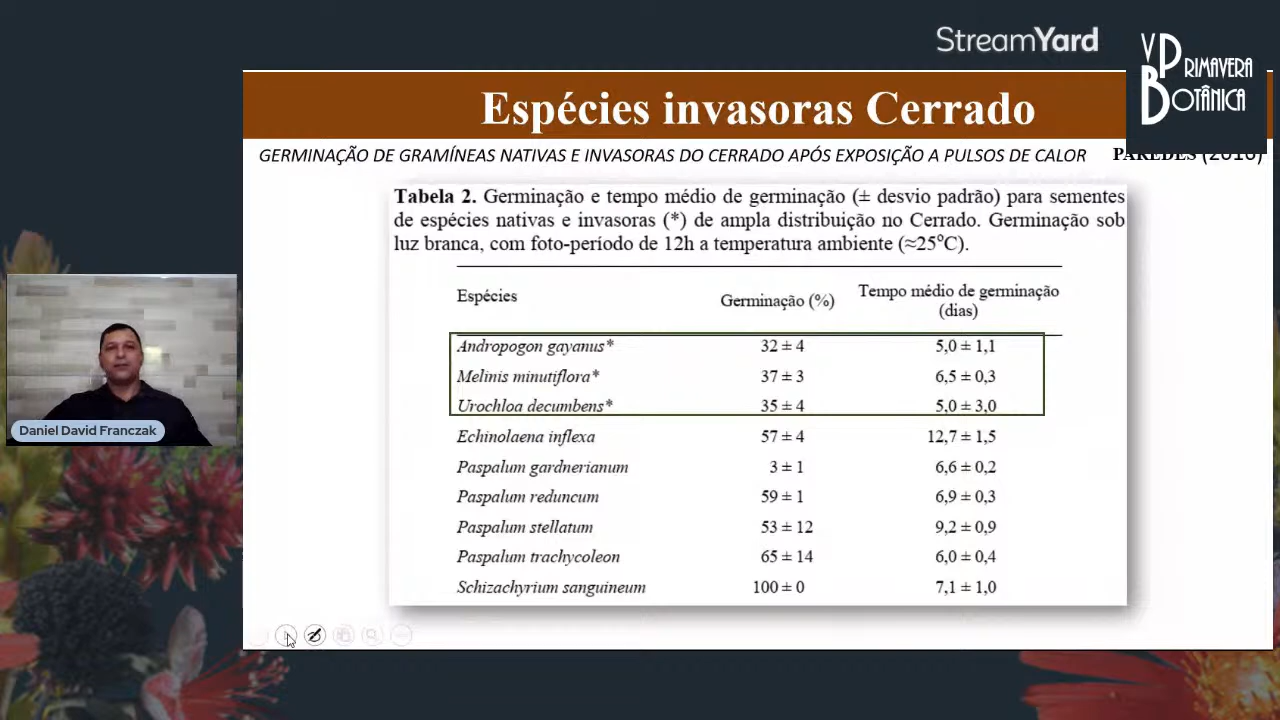 StreamYard
V PRIMAVERA
BOTÂNICA
Espécies invasoras Cerrado
GERMINAÇÃO DE GRAMÍNEAS NATIVAS E INVASORAS DO CERRADO APÓS EXPOSIÇÃO A PULSOS DE CALOR PAREDES
Tabela 2. Germinação e tempo médio de germinação (± desvio padrão) para sementes
de espécies nativas e invasoras (*) de ampla distribuição no Cerrado. Germinação sob
luz branca, com foto-período de 12h a temperatura ambiente (≈25°C).
Espécies Germinação (%) Tempo médio de germinação
(dias)
Andropogon gayanus* 32 ± 4 5,0 ± 1,1
Melinis minutiflora* 37 ± 3 6,5 ± 0,3
Urochloa decumbens* 35 ± 4 5,0 ± 3,0
Echinolaena inflexa 57 ± 4 12,7 ± 1,5
Paspalum gardnerianum 3 ± 1 6,6 ± 0,2
Paspalum reduncum 59 ± 1 6,9 ± 0,3
Paspalum stellatum 53 ± 12 9,2 ± 0,9
Paspalum trachycoleon 65 ± 14 6,0 ± 0,4
Schizachyrium sanguineum 100 ± 0 7,1 ± 1,0
Daniel David Franczak